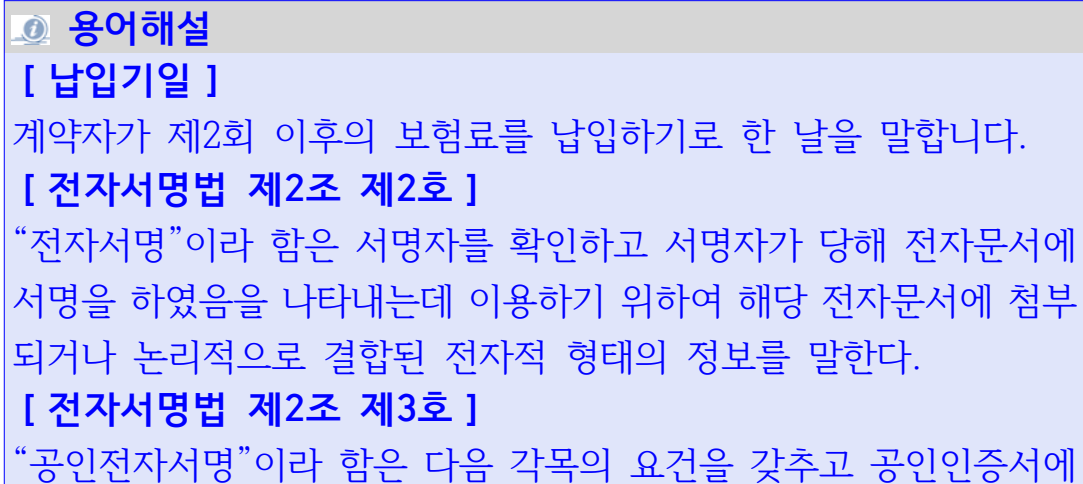 용어해설
[ 납입기일 ]
계약자가 제2회 이후의 보험료를 납입하기로 한 날을 말합니다.
[ 전자서명법 제2조 제2호 ]
“전자서명”이라 함은 서명자를 확인하고 서명자가 당해 전자문서에
서명을 하였음을 나타내는데 이용하기 위하여 해당 전자문서에 첨부
되거나 논리적으로 결합된 전자적 형태의 정보를 말한다.
[ 전자서명법 제2조 제3호 ]
“공인전자서명”이라 함은 다음 각목의 요건을 갖추고 공인인증서에